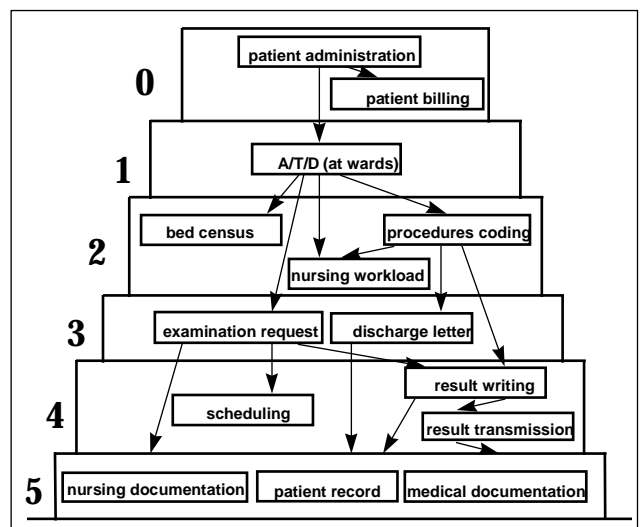 patient administration
0
patient billing
A/T/D (at wards)
1
bed census
procedures coding
2
nursing workload
3
examination request
discharge letter
result writing
scheduling
4
result transmission
5
nursing documentation
patient record
medical documentation